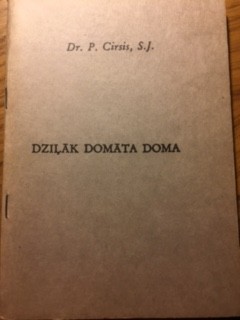 Dr. P. Cirsis, S.J.
DZIĻĀK DOMĀTA DOMA